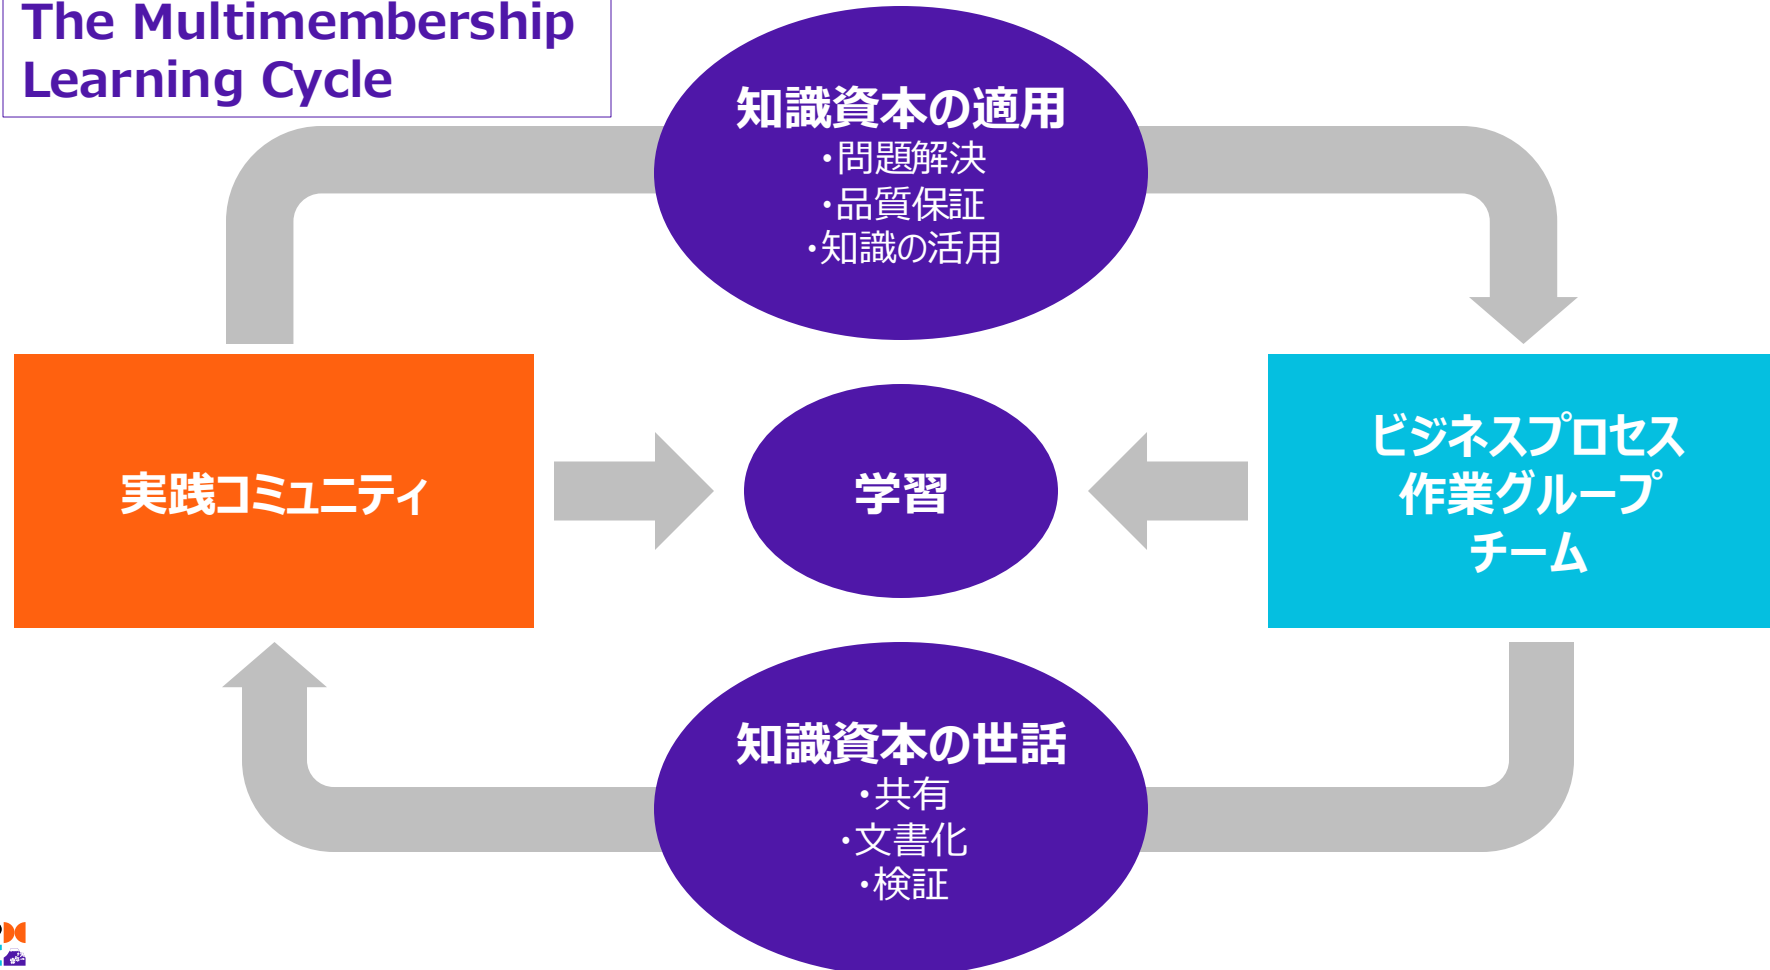 The Multimembership
Learning Cycle
知識資本の適用
・問題解決
・品質保証
・知識の活用
実践コミュニティ
学習
ビジネスプロセス
作業グループ
チーム
知識資本の世話
・共有
・文書化
・検証